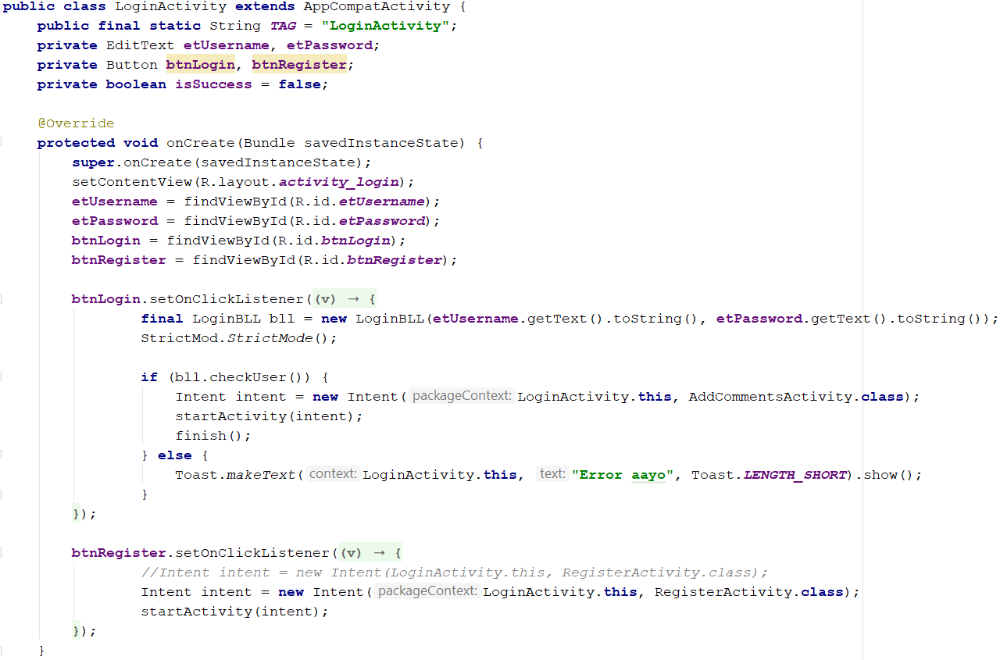 public class LoginActivity extends AppCompatActivity {
public final static String TAG = "LoginActivity";
private EditText etUsername, etPassword;
private Button btnLogin, btnRegister;
private boolean isSuccess = false;
@Override
protected void onCreate(Bundle savedInstanceState) {
super.onCreate(savedInstanceState);
setContentView(R.layout.activity_login);
etUsername = findViewById(R.id.etUsername);
etPassword = findViewById(R.id.etPassword);
btnLogin = findViewById(R.id.btnLogin);
btnRegister = findViewById(R.id.btnRegister);
btnLogin.setOnClickListener((v) → {
final LoginBLL bll = new LoginBLL(etUsername.getText().toString(), etPassword.getText().toString());
StrictMod.StrictMode();
if (bll.checkUser()) {
Intent intent = new Intent( packageContext: LoginActivity.this, AddCommentsActivity.class);
startActivity(intent);
finish();
} else {
Toast.makeText( context: LoginActivity.this, text: "Error aayo", Toast.LENGTH_SHORT).show();
}
});
btnRegister.setOnClickListener((v) → {
//Intent intent = new Intent(LoginActivity.this, RegisterActivity.class);
Intent intent = new Intent( packageContext: LoginActivity.this, RegisterActivity.class);
startActivity(intent);
});
}